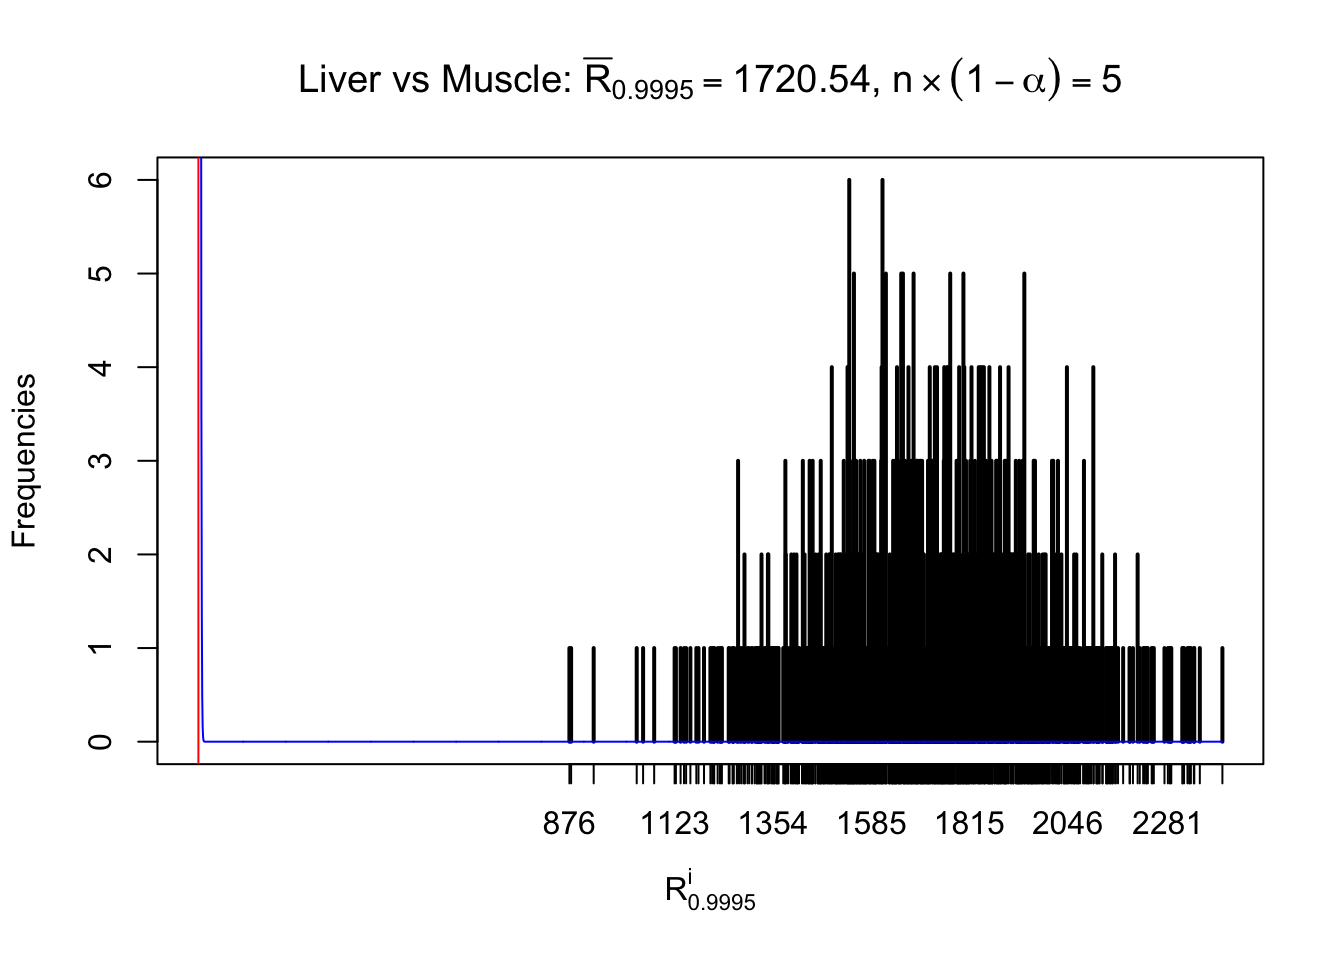 Liver vs Muscle: R̅₀.₉₉₉₅ = 1720.54, n × (1 − α) = 5
6
5
4
3
2
1
0
Frequencies
876 1123 1354 1585 1815 2046 2281
Rⁱ₀.₉₉₉₅